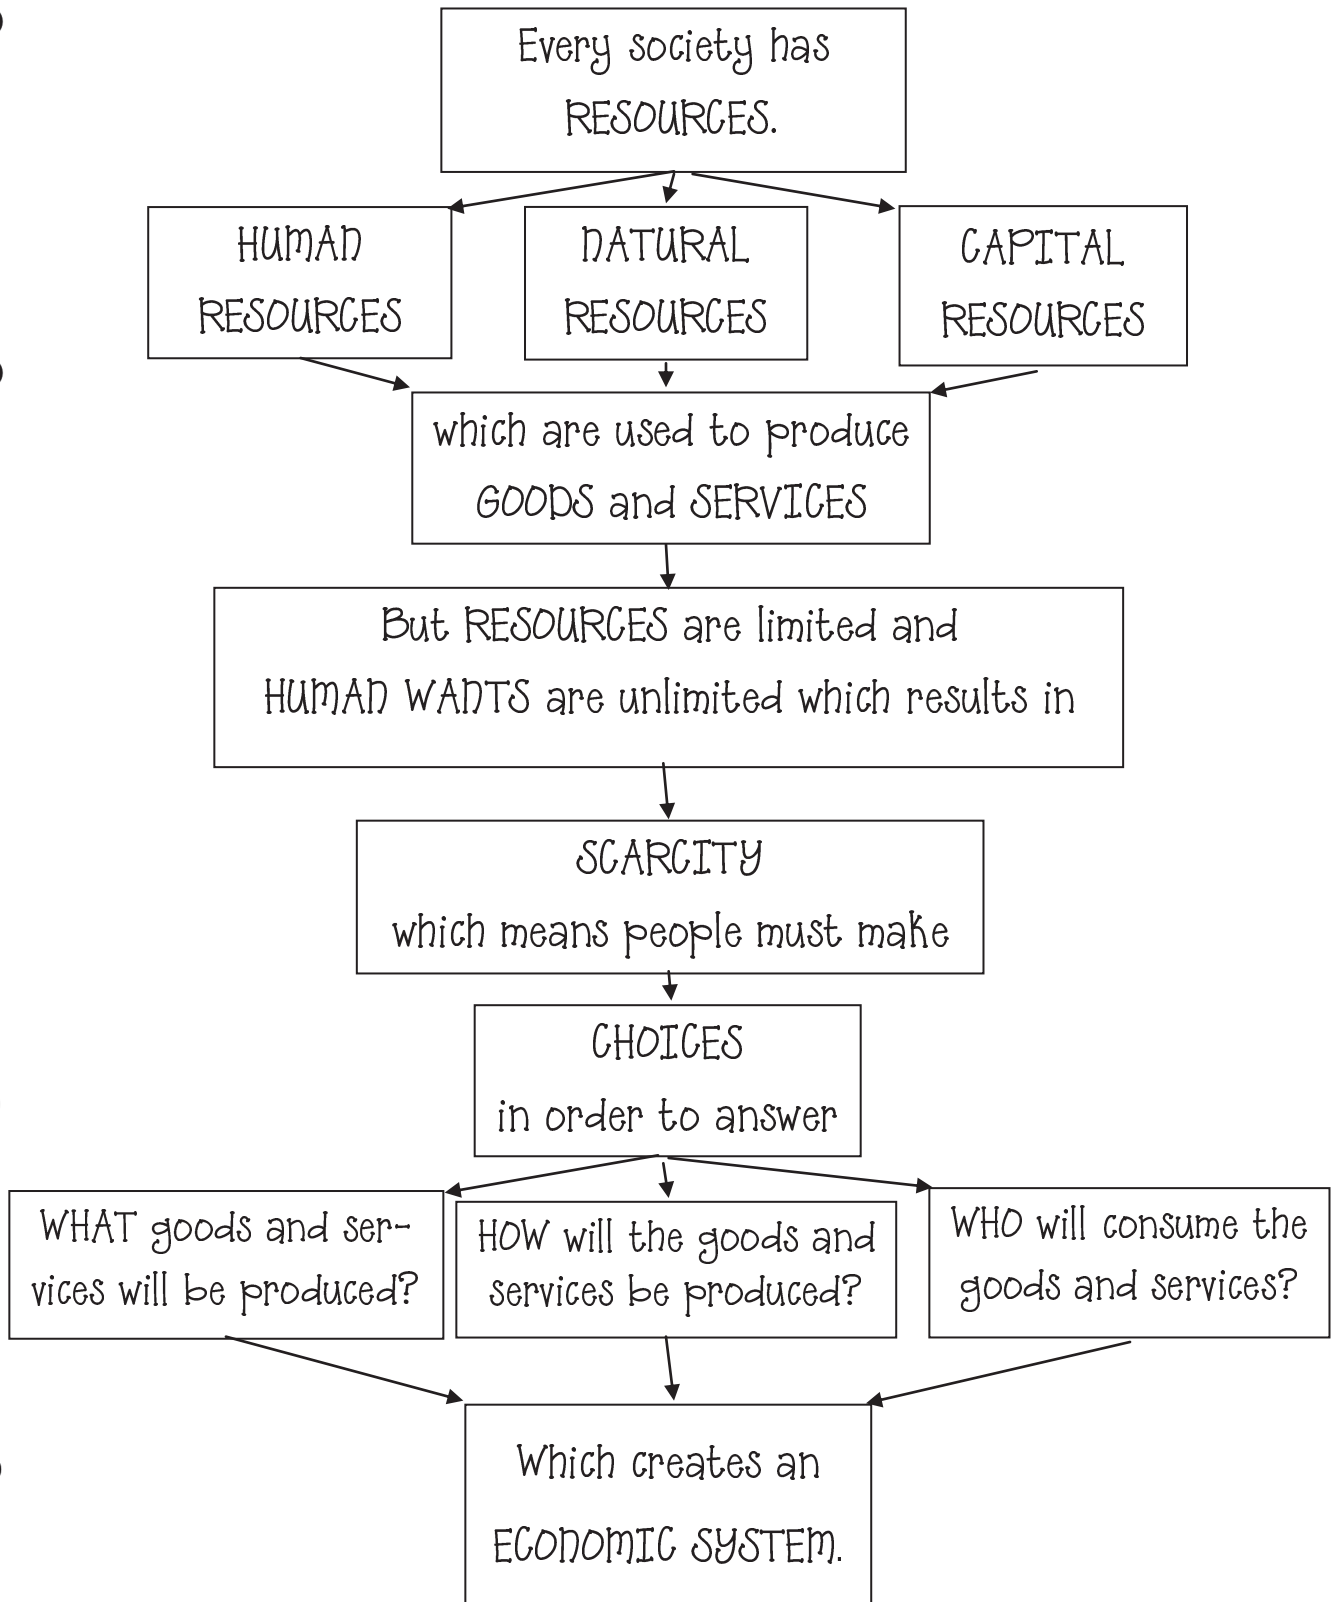 Every society has
RESOURCES.
HUMAN
RESOURCES
NATURAL
RESOURCES
CAPITAL
RESOURCES
which are used to produce
GOODS and SERVICES
But RESOURCES are limited and
HUMAN WANTS are unlimited which results in
SCARCITY
which means people must make
CHOICES
in order to answer
WHAT goods and ser-
vices will be produced?
HOW will the goods and
services be produced?
WHO will consume the
goods and services?
Which creates an
ECONOMIC SYSTEM.